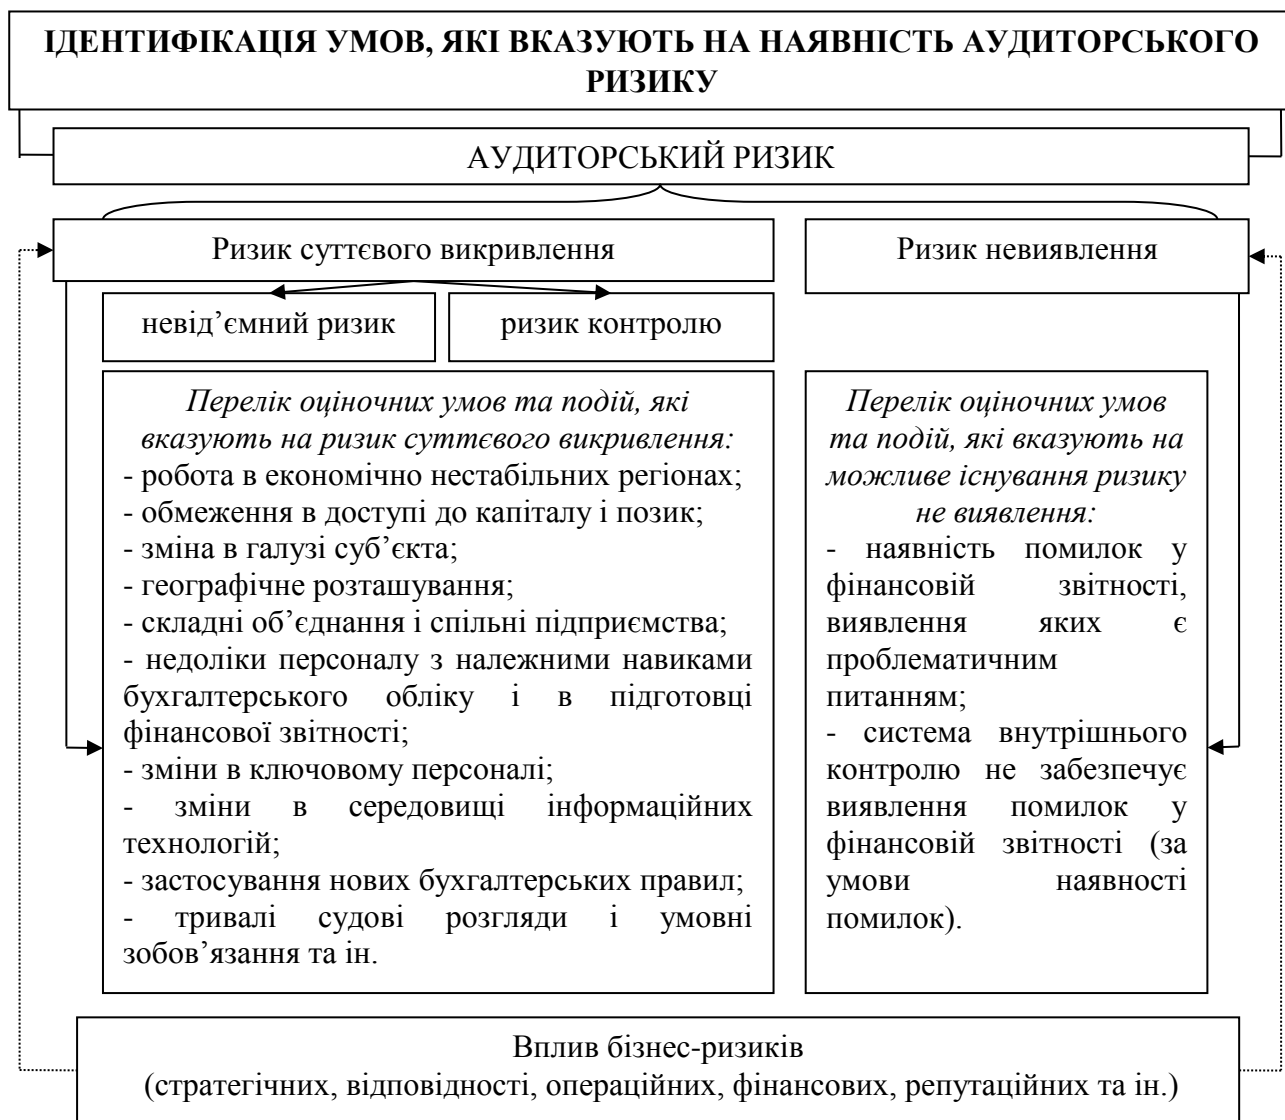 ІДЕНТИФІКАЦІЯ УМОВ, ЯКІ ВКАЗУЮТЬ НА НАЯВНІСТЬ АУДИТОРСЬКОГО
РИЗИКУ
АУДИТОРСЬКИЙ РИЗИК
Ризик суттєвого викривлення
невід’ємний ризик
ризик контролю
Перелік оціночних умов та подій, які
вказують на ризик суттєвого викривлення:
- робота в економічно нестабільних регіонах;
- обмеження в доступі до капіталу і позик;
- зміна в галузі суб’єкта;
- географічне розташування;
- складні об’єднання і спільні підприємства;
- недоліки персоналу з належними навиками
бухгалтерського обліку і в підготовці
фінансової звітності;
- зміни в ключовому персоналі;
- зміни в середовищі інформаційних
технологій;
- застосування нових бухгалтерських правил;
- тривалі судові розгляди і умовні
зобов’язання та ін.
Ризик невиявлення
Перелік оціночних умов
та подій, які вказують на
можливе існування ризику
не виявлення:
- наявність помилок у
фінансовій звітності,
виявлення яких є
проблематичним
питанням;
- система внутрішнього
контролю не забезпечує
виявлення помилок у
фінансовій звітності (за
умови наявності
помилок).
Вплив бізнес-ризиків
(стратегічних, відповідності, операційних, фінансових, репутаційних та ін.)